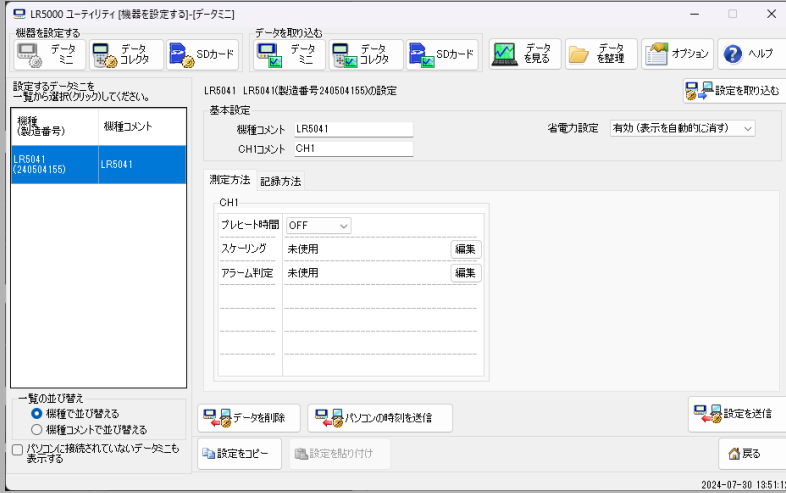 LR5000 ユーティリティ [機器を設定する]-[データミニ]
機器を設定する
データ
ミニ
データ
コレクタ
SDカード
データを取り込む
データ
ミニ
データ
コレクタ
SDカード
データ
を見る
データ
を整理
オプション
ヘルプ
設定するデータミニを
一覧から選択(クリック)してください。
機種
(製造番号)
機種コメント
LR5041
(240504155)
LR5041
一覧の並び替え
機種で並び替える
機種コメントで並び替える
パソコンに接続されていないデータミニも
表示する
LR5041 LR5041(製造番号240504155)の設定
設定を取り込む
基本設定
機種コメント LR5041
省電力設定 有効 (表示を自動的に消す)
CH1コメント CH1
測定方法 記録方法
CH1
プレヒート時間 OFF
スケーリング 未使用 編集
アラーム判定 未使用 編集
データを削除
パソコンの時刻を送信
設定を送信
設定をコピー
設定を貼り付け
戻る
2024-07-30 13:51:12